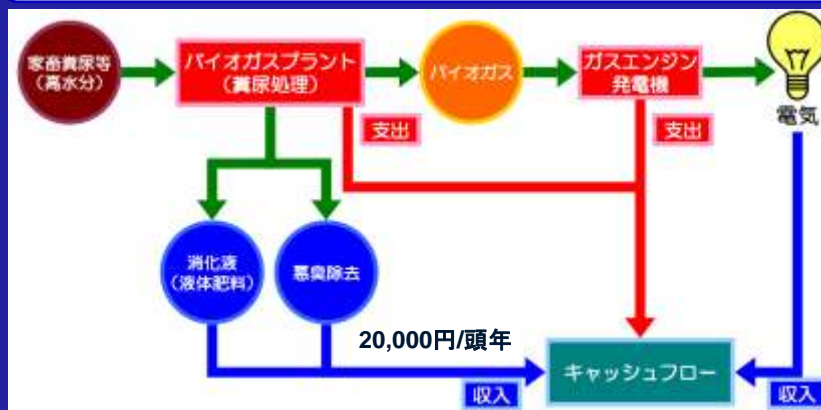 家畜糞尿等
(高水分)
バイオガスプラント
(糞尿処理)
バイオガス
ガスエンジン
発電機
電気
支出
支出
消化液
(液体肥料)
悪臭除去
20,000円/頭年
キャッシュフロー
収入
収入